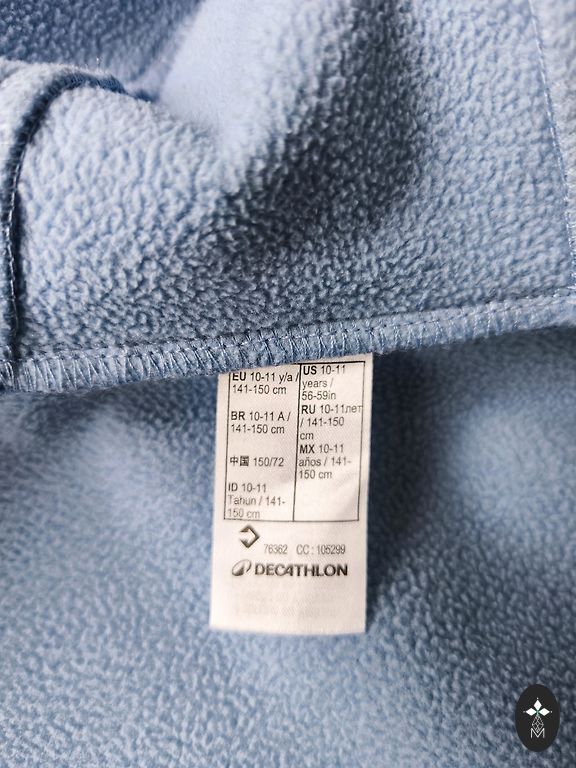 EU 10-11 y/a /
141-150 cm
BR 10-11 A /
141-150 cm
中国 150/72
ID 10-11
Tahun / 141-
150 cm
US 10-11
years /
56-59in
RU 10-11лет
/ 141-150
cm
MX 10-11
años / 141-
150 cm
76362 CC : 105299
DECATHLON
M